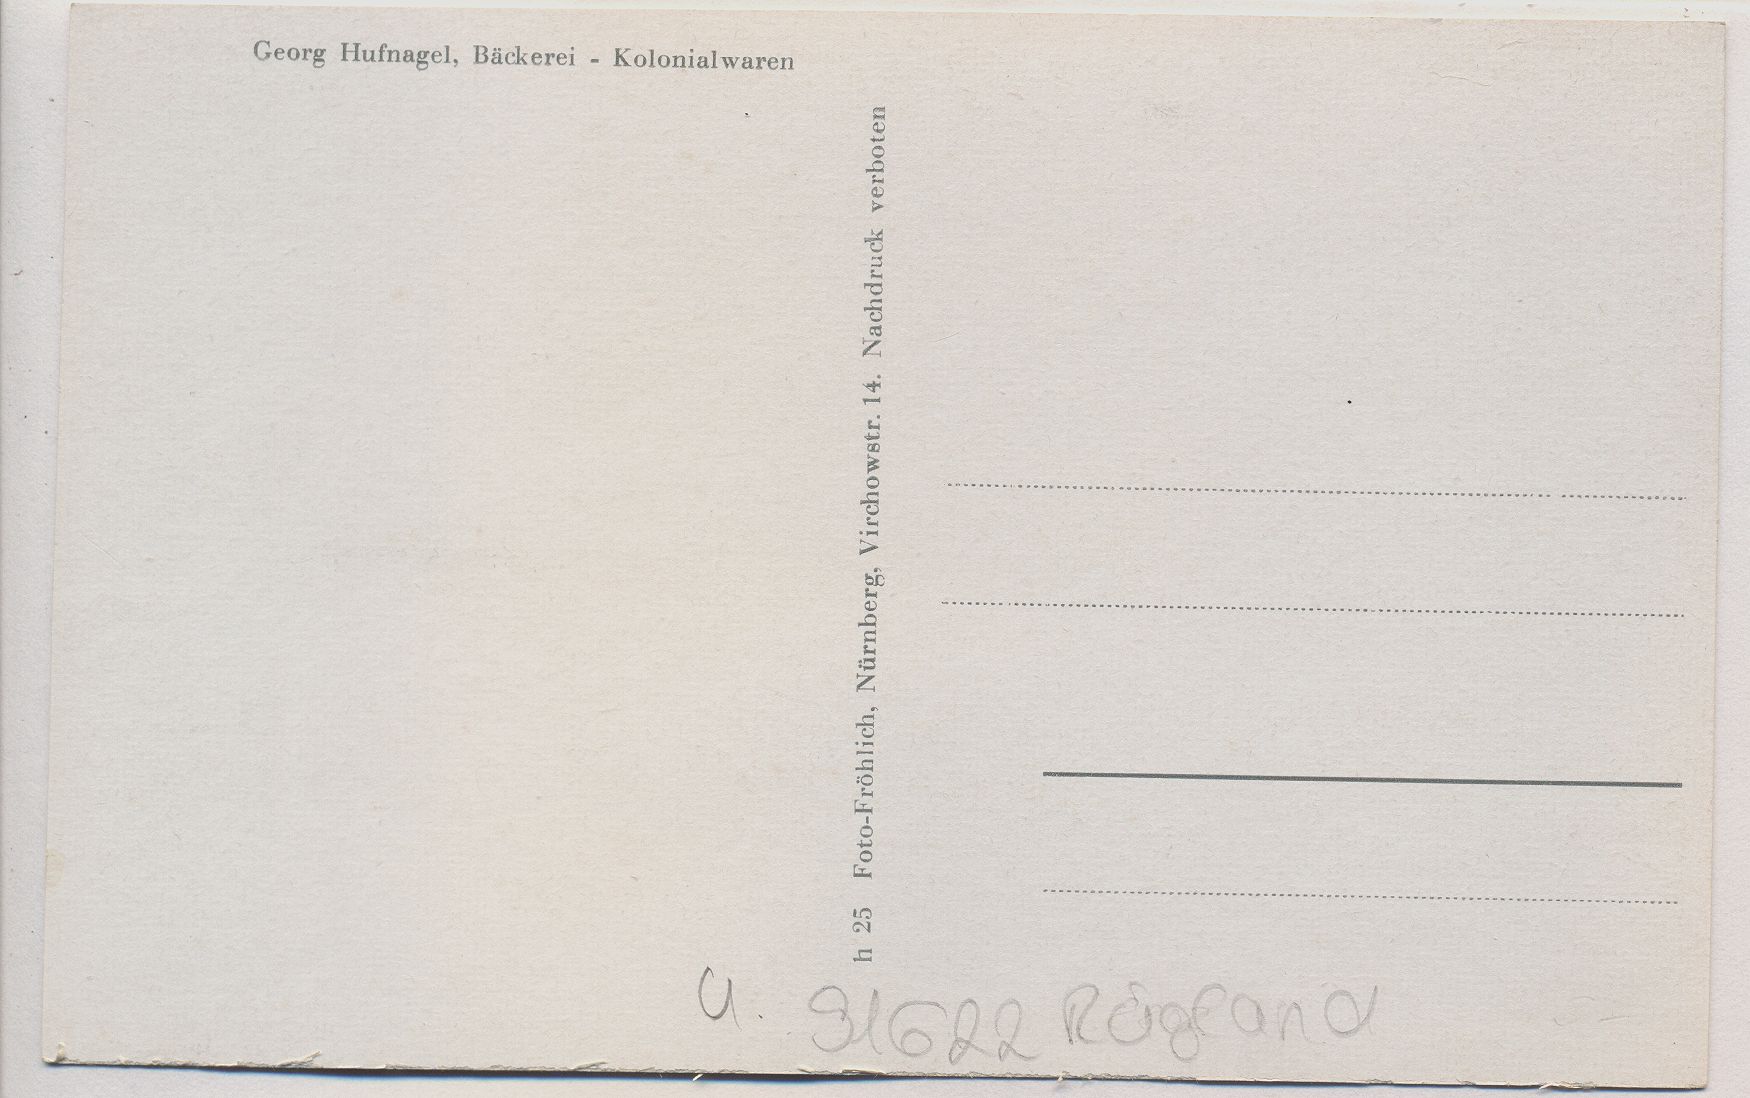 Georg Hufnagel, Bäckerei - Kolonialwaren
h 25 Foto-Fröhlich, Nürnberg, Virchowstr. 14. Nachdruck verboten
91622 Rügland